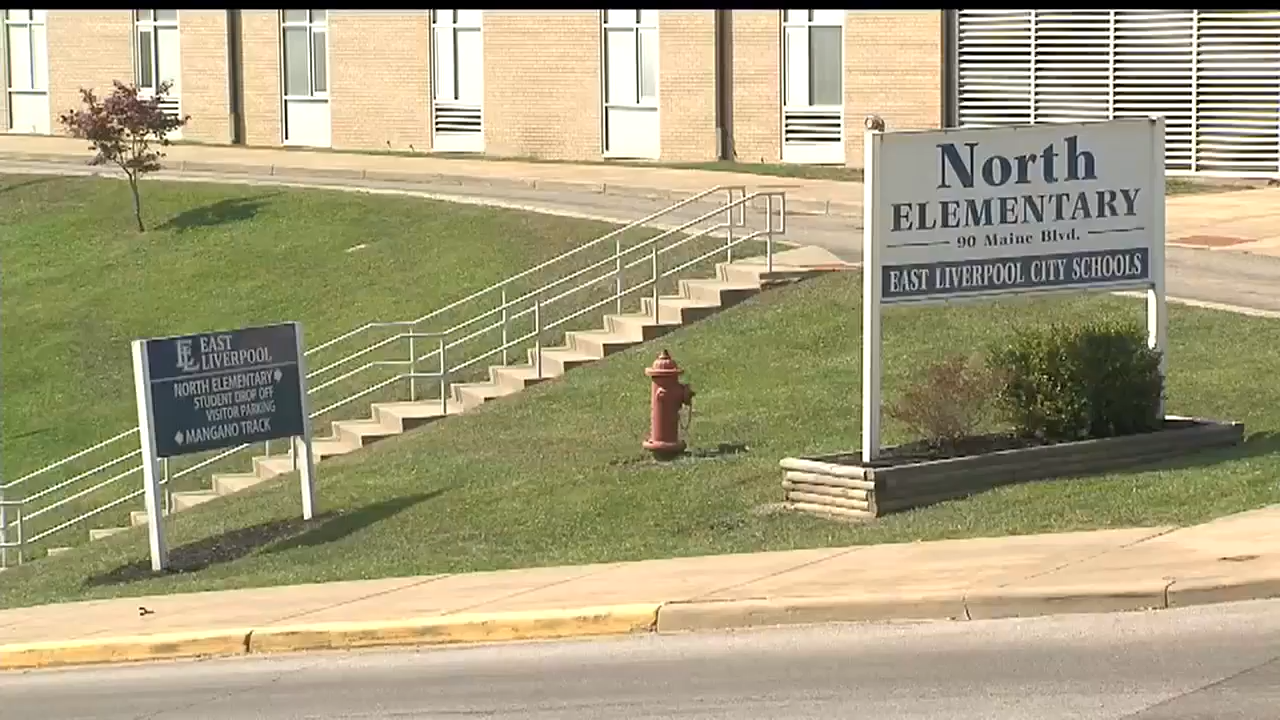 EL EAST
LIVERPOOL
NORTH ELEMENTARY
STUDENT DROP OFF
VISITOR PARKING
MANGANO TRACK
North
ELEMENTARY
90 Maine Blvd.
EAST LIVERPOOL CITY SCHOOLS